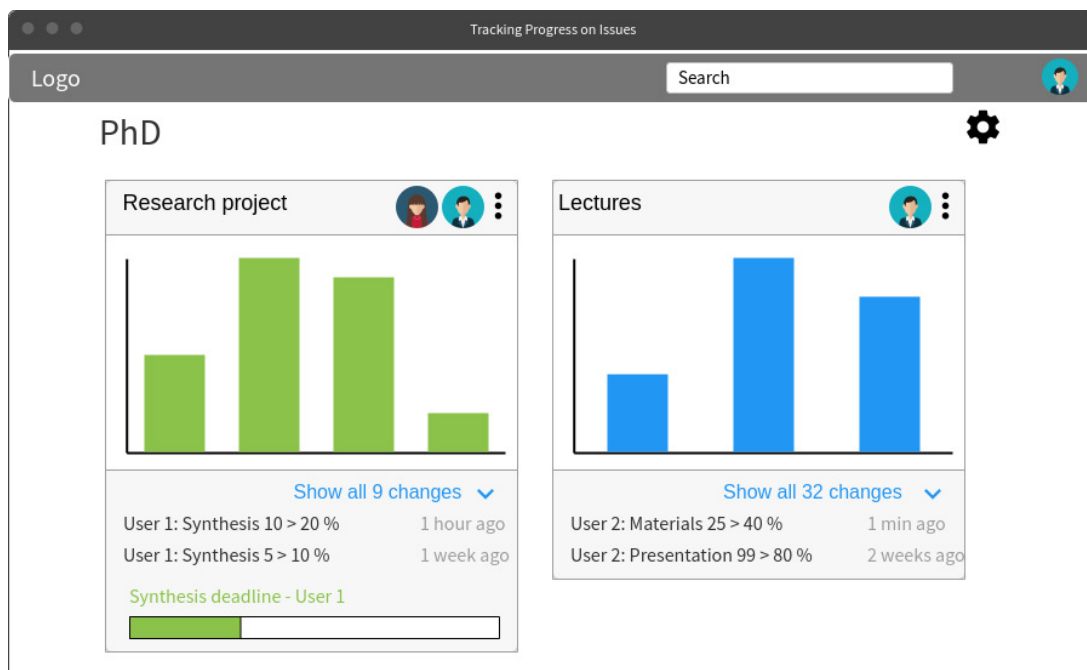 Tracking Progress on Issues
Logo
Search
PhD
Research project
Show all 9 changes
User 1: Synthesis 10 > 20 %
1 hour ago
User 1: Synthesis 5 > 10 %
1 week ago
Synthesis deadline - User 1
Lectures
Show all 32 changes
User 2: Materials 25 > 40 %
1 min ago
User 2: Presentation 99 > 80 %
2 weeks ago